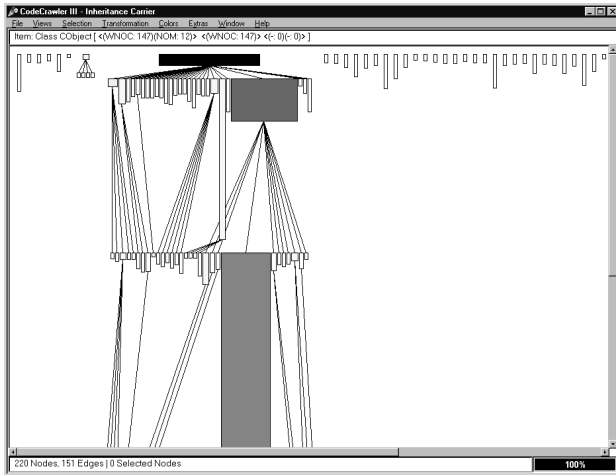 CodeCrawler III - Inheritance Carrier
File Views Selection Transformation Colors Extras Window Help
Item: Class CObject [ <(WNOC: 147)(NOM: 12)> <(WNOC: 147)> <(-: 0)(-: 0)> ]
220 Nodes, 151 Edges | 0 Selected Nodes
100%